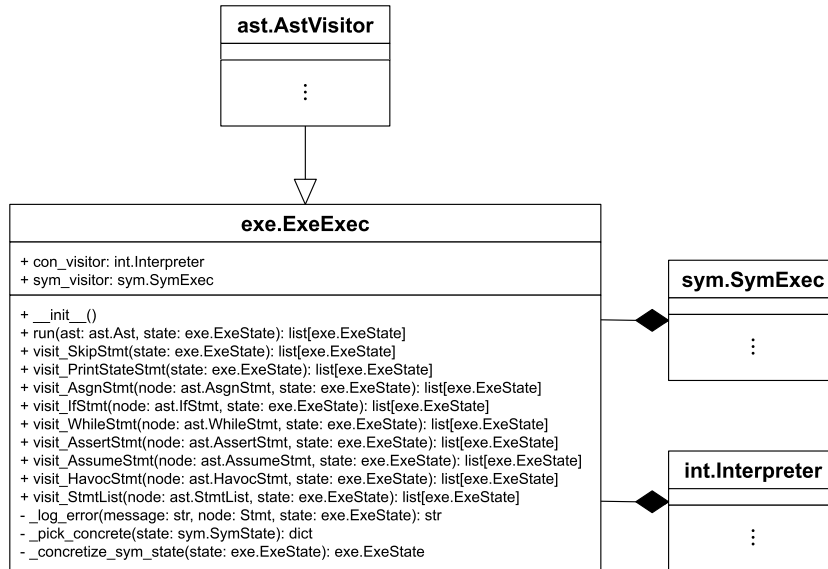 ast.AstVisitor
⋮
exe.ExeExec
+ con_visitor: int.Interpreter
+ sym_visitor: sym.SymExec
+ __init__()
+ run(ast: ast.Ast, state: exe.ExeState): list[exe.ExeState]
+ visit_SkipStmt(state: exe.ExeState): list[exe.ExeState]
+ visit_PrintStateStmt(state: exe.ExeState): list[exe.ExeState]
+ visit_AsgnStmt(node: ast.AsgnStmt, state: exe.ExeState): list[exe.ExeState]
+ visit_IfStmt(node: ast.IfStmt, state: exe.ExeState): list[exe.ExeState]
+ visit_WhileStmt(node: ast.WhileStmt, state: exe.ExeState): list[exe.ExeState]
+ visit_AssertStmt(node: ast.AssertStmt, state: exe.ExeState): list[exe.ExeState]
+ visit_AssumeStmt(node: ast.AssumeStmt, state: exe.ExeState): list[exe.ExeState]
+ visit_HavocStmt(node: ast.HavocStmt, state: exe.ExeState): list[exe.ExeState]
+ visit_StmtList(node: ast.StmtList, state: exe.ExeState): list[exe.ExeState]
- _log_error(message: str, node: Stmt, state: exe.ExeState): str
- _pick_concrete(state: sym.SymState): dict
- _concretize_sym_state(state: exe.ExeState): exe.ExeState
sym.SymExec
⋮
int.Interpreter
⋮